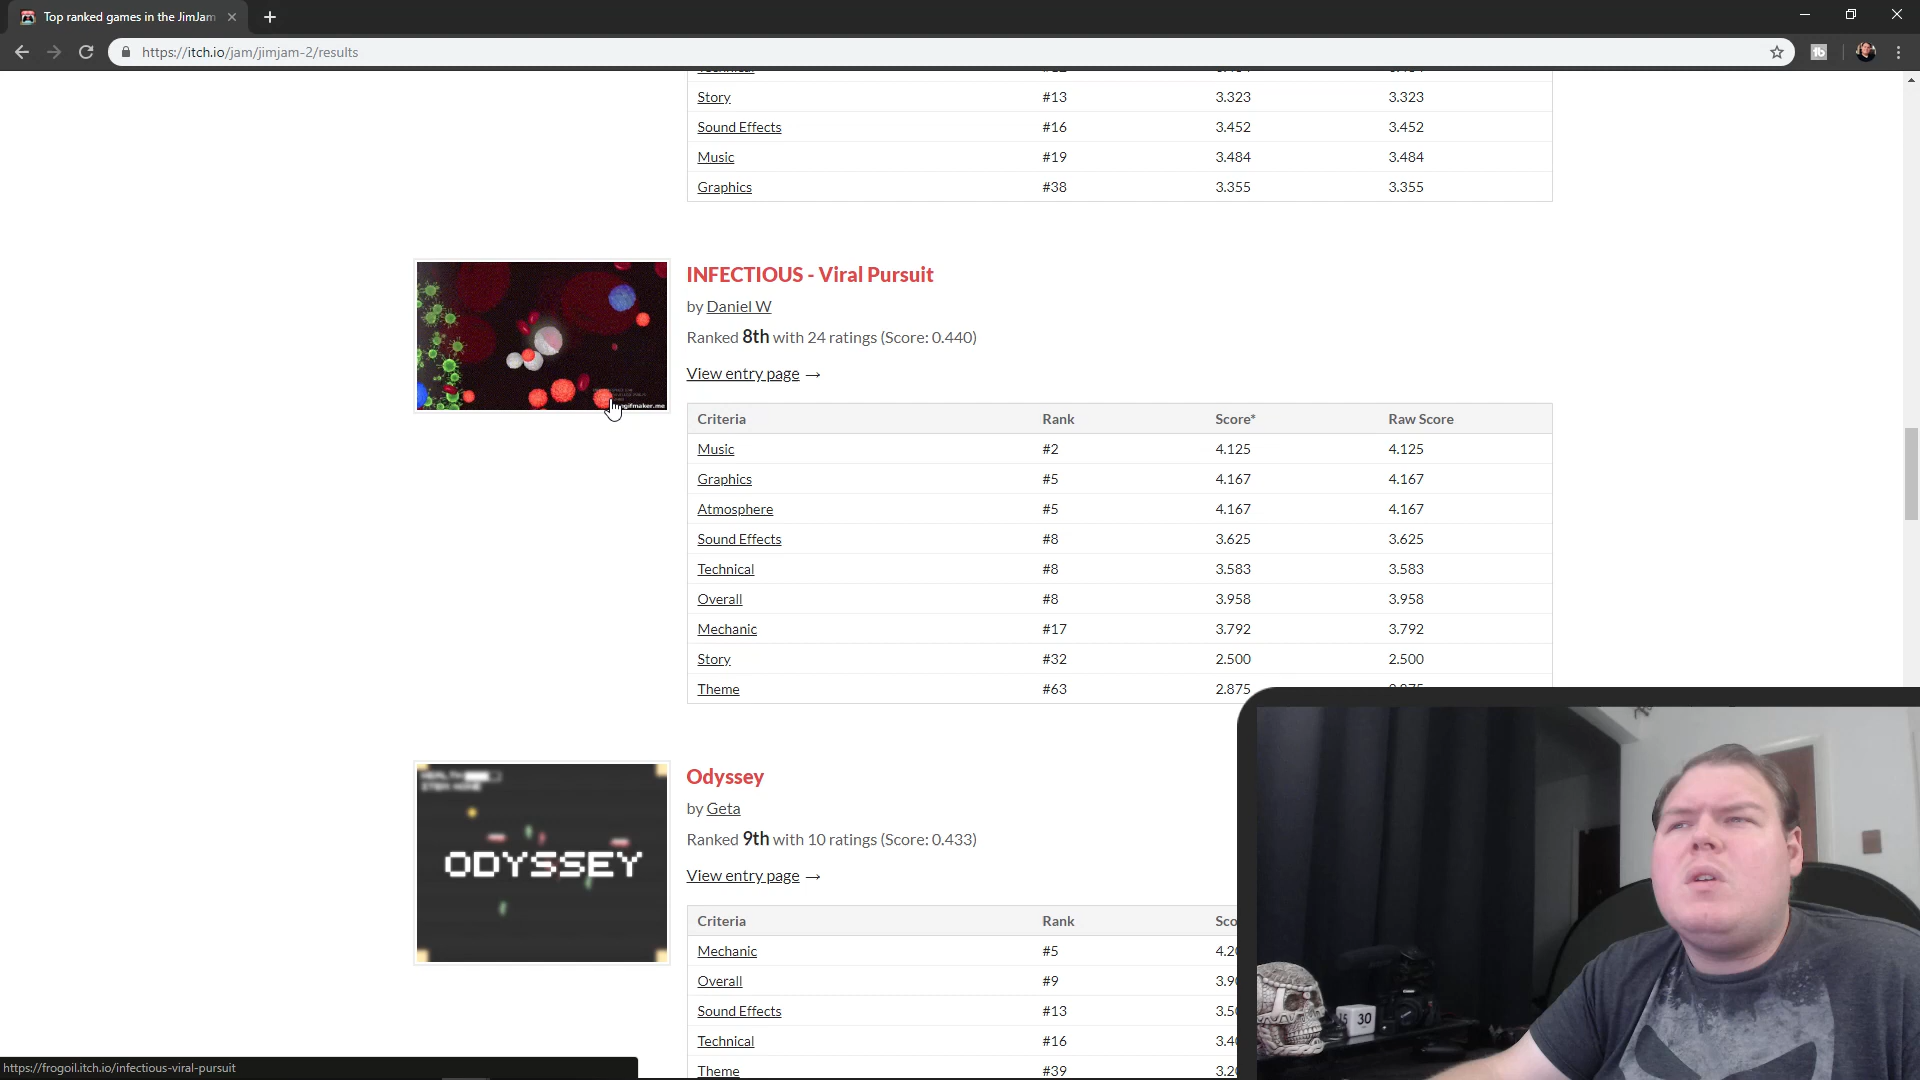 Top ranked games in the JimJam
https://itch.io/jam/jimjam-2/results
Story #13 3.323 3.323
Sound Effects #16 3.452 3.452
Music #19 3.484 3.484
Graphics #38 3.355 3.355
INFECTIOUS - Viral Pursuit
by Daniel W
Ranked 8th with 24 ratings (Score: 0.440)
View entry page →
gifmaker.me
Criteria Rank Score* Raw Score
Music #2 4.125 4.125
Graphics #5 4.167 4.167
Atmosphere #5 4.167 4.167
Sound Effects #8 3.625 3.625
Technical #8 3.583 3.583
Overall #8 3.958 3.958
Mechanic #17 3.792 3.792
Story #32 2.500 2.500
Theme #63 2.875
Odyssey
by Geta
Ranked 9th with 10 ratings (Score: 0.433)
View entry page →
HEALTH
ITEM NONE
ODYSSEY
Criteria Rank
Mechanic #5
Overall #9
Sound Effects #13
Technical #16
Theme #39
30
https://frogoil.itch.io/infectious-viral-pursuit